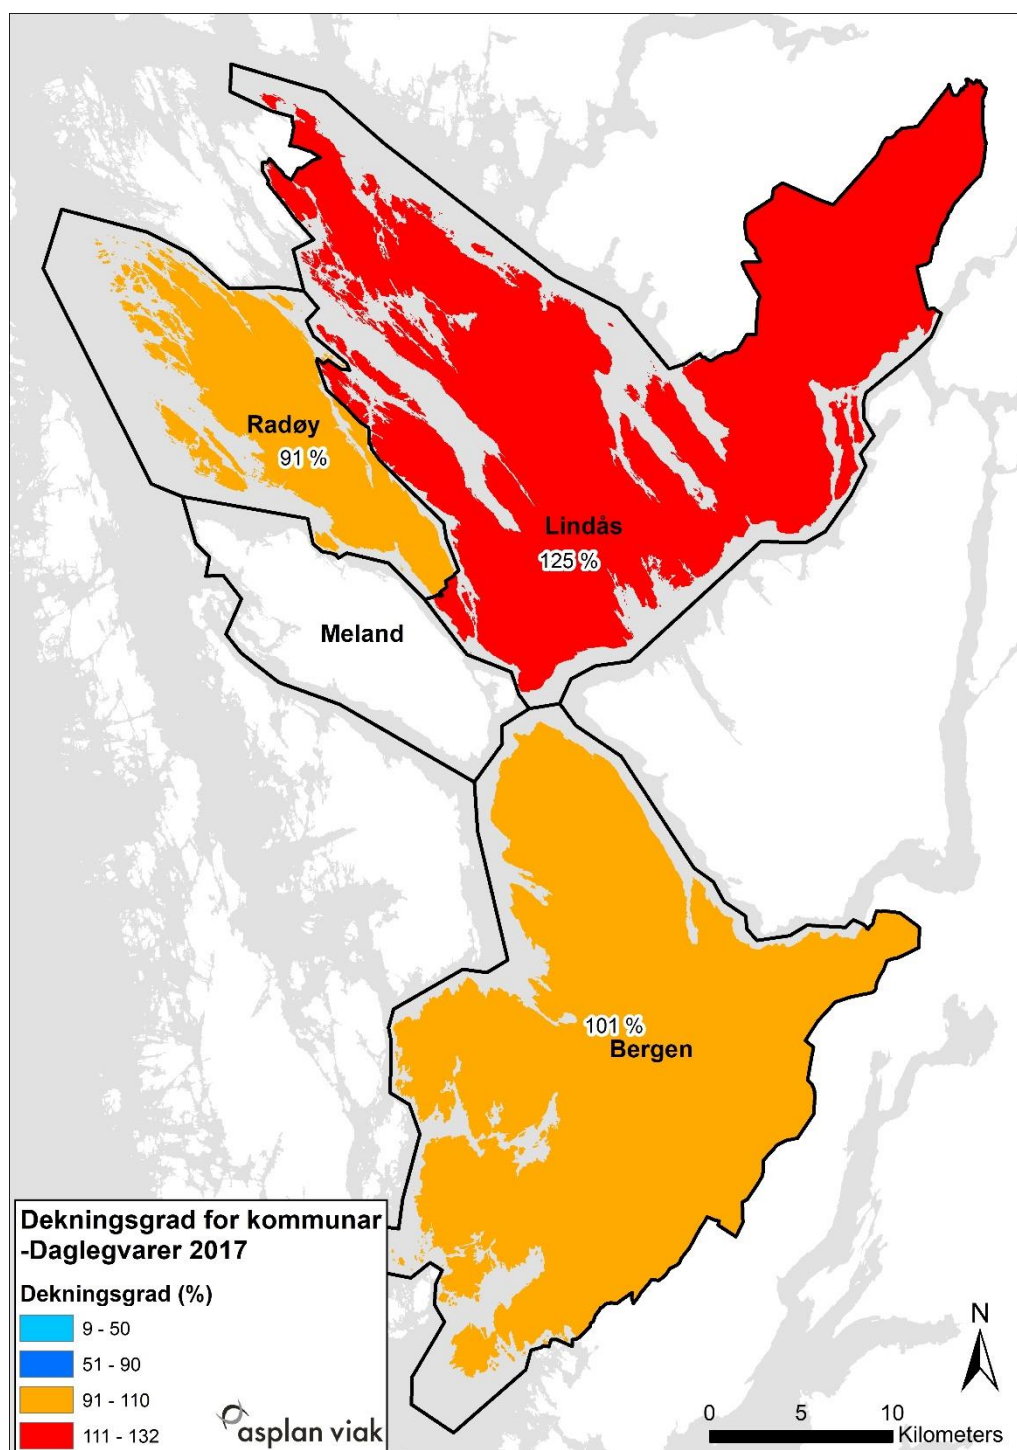 Radøy
91 %
Lindås
125 %
Meland
101 %
Bergen
Dekningsgrad for kommunar
-Daglegvarer 2017
Dekningsgrad (%)
9 - 50
51 - 90
91 - 110
111 - 132
asplan viak
N
0 5 10
Kilometers